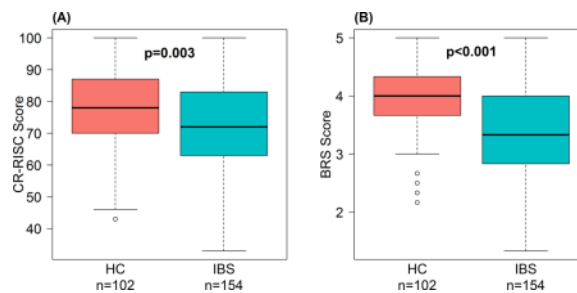 (A)
p=0.003
CR-RISC Score
100
90
80
70
60
50
40
HC
n=102
IBS
n=154
(B)
p<0.001
BRS Score
5
4
3
2
HC
n=102
IBS
n=154